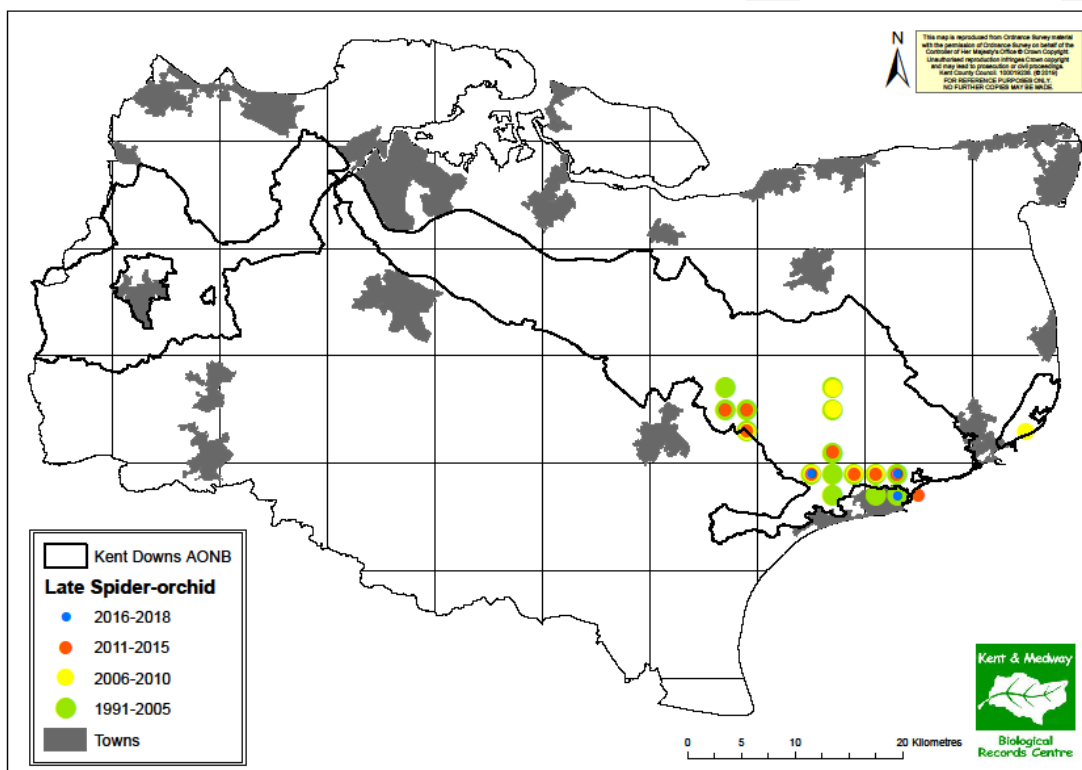 N
This map is reproduced from Ordnance Survey material
with the permission of Ordnance Survey on behalf of the
Controller of Her Majesty's Office © Crown Copyright.
Unauthorised reproduction infringes Crown copyright
and may lead to prosecution or civil proceedings.
Kent County Council. 100019238. (© 2019)
FOR REFERENCE PURPOSES ONLY.
NO FURTHER COPIES MAY BE MADE.
Kent Downs AONB
Late Spider-orchid
2016-2018
2011-2015
2006-2010
1991-2005
Towns
0 5 10 20 Kilometres
Kent & Medway
Biological
Records Centre